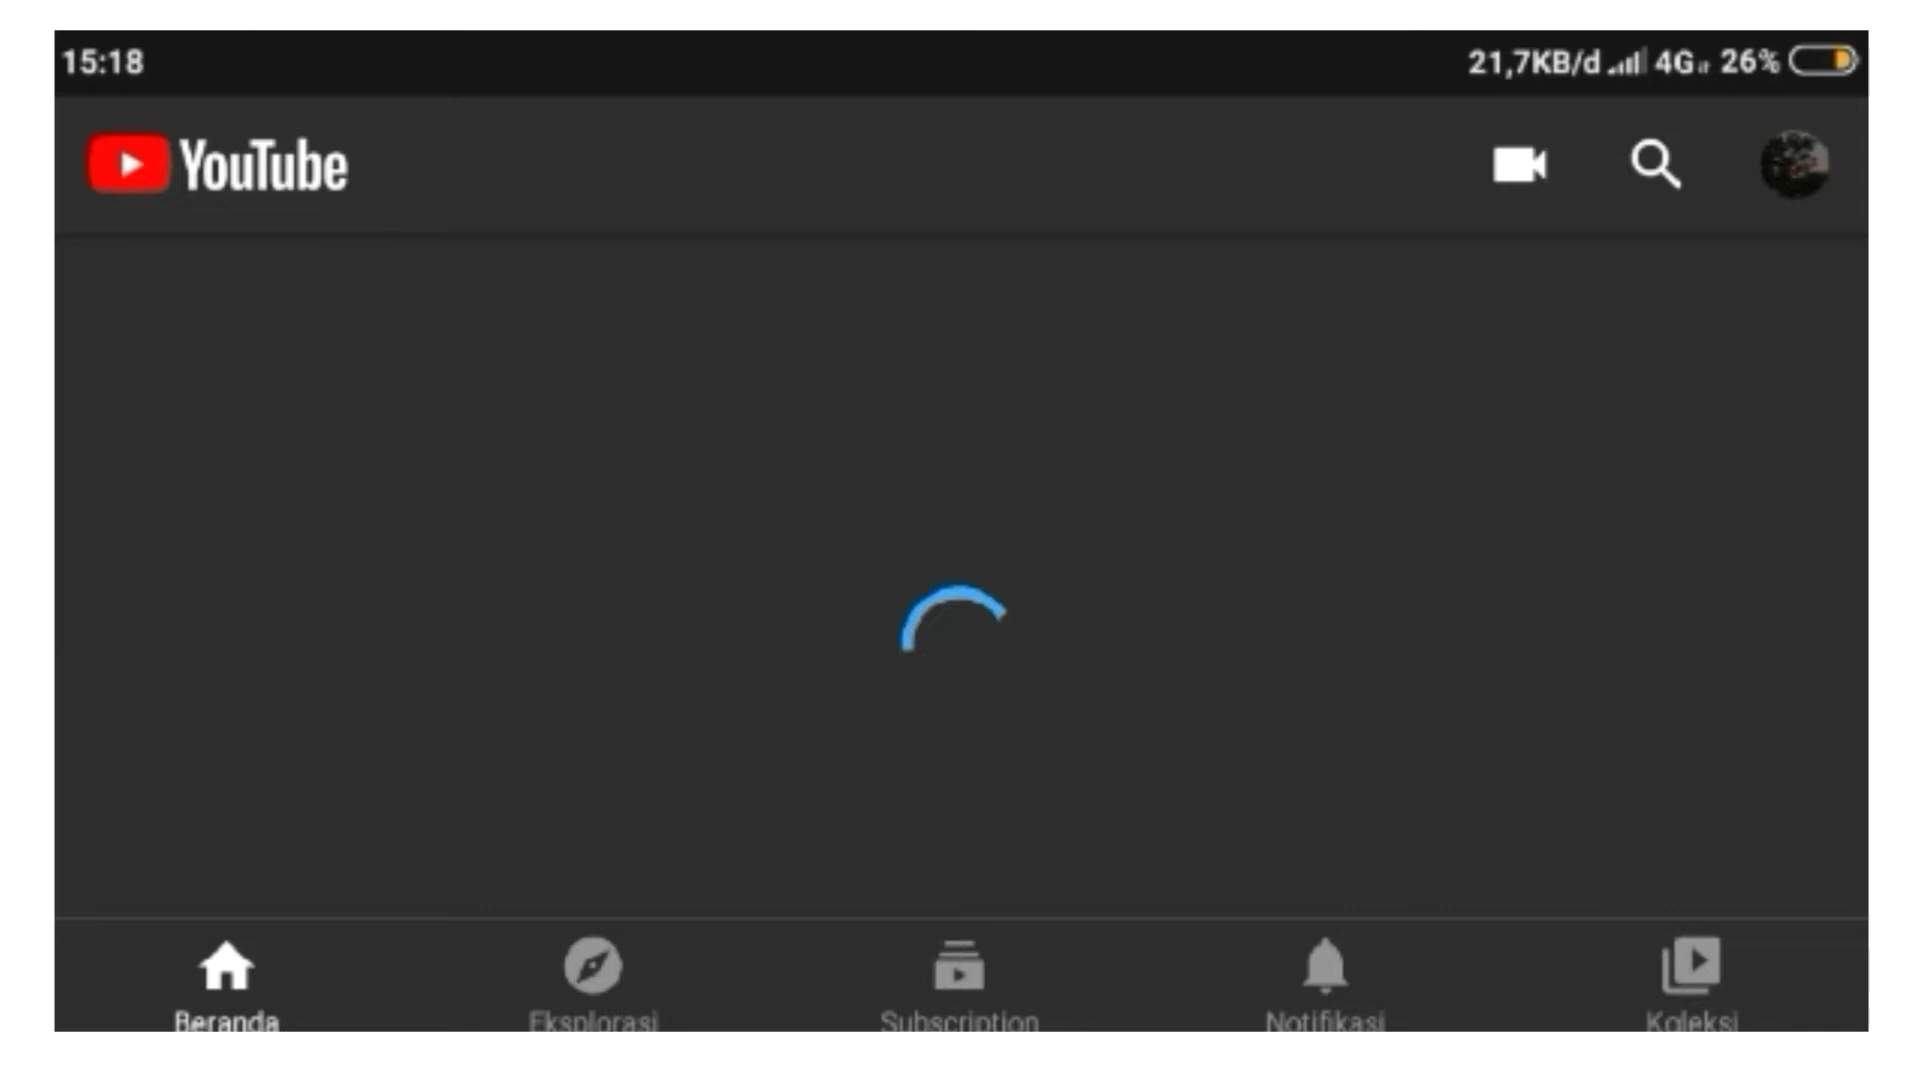 15:18 21,7KB/d 4G 26%
YouTube
Beranda Eksplorasi Subscription Notifikasi Koleksi